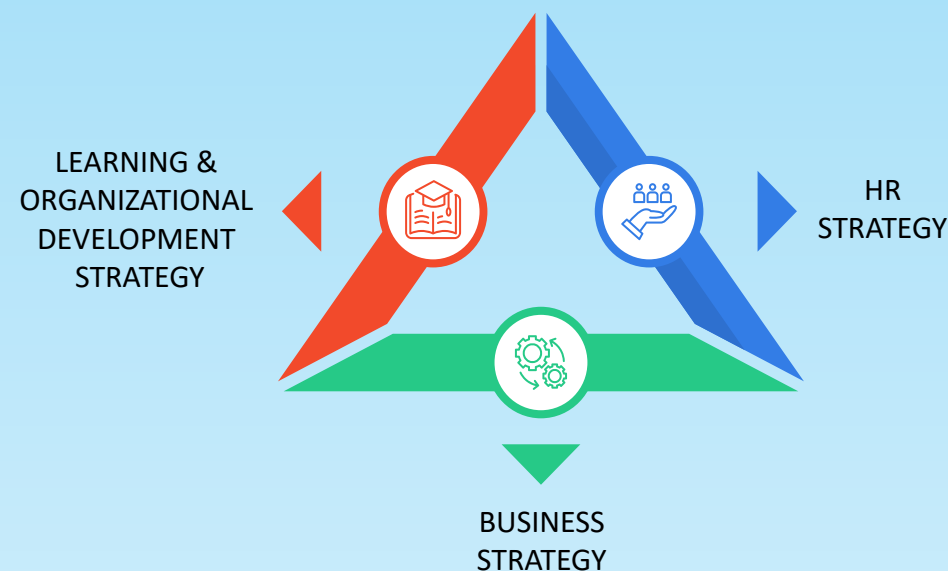 LEARNING &
ORGANIZATIONAL
DEVELOPMENT
STRATEGY
HR
STRATEGY
BUSINESS
STRATEGY